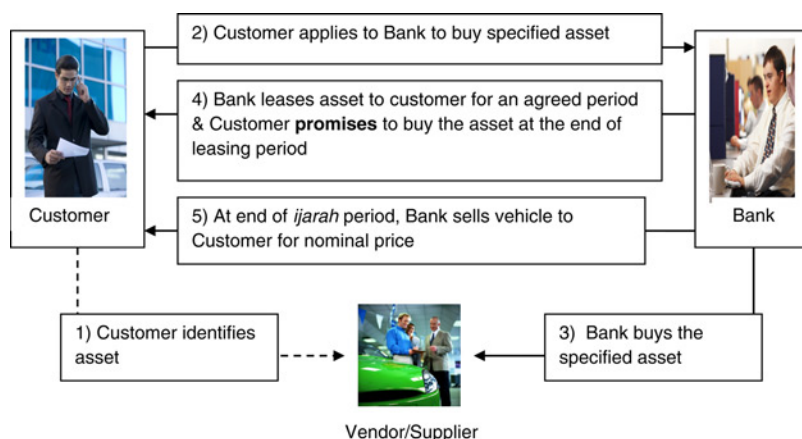 2) Customer applies to Bank to buy specified asset
4) Bank leases asset to customer for an agreed period
& Customer promises to buy the asset at the end of
leasing period
Customer
Bank
5) At end of ijarah period, Bank sells vehicle to
Customer for nominal price
1) Customer identifies
asset
3) Bank buys the
specified asset
Vendor/Supplier